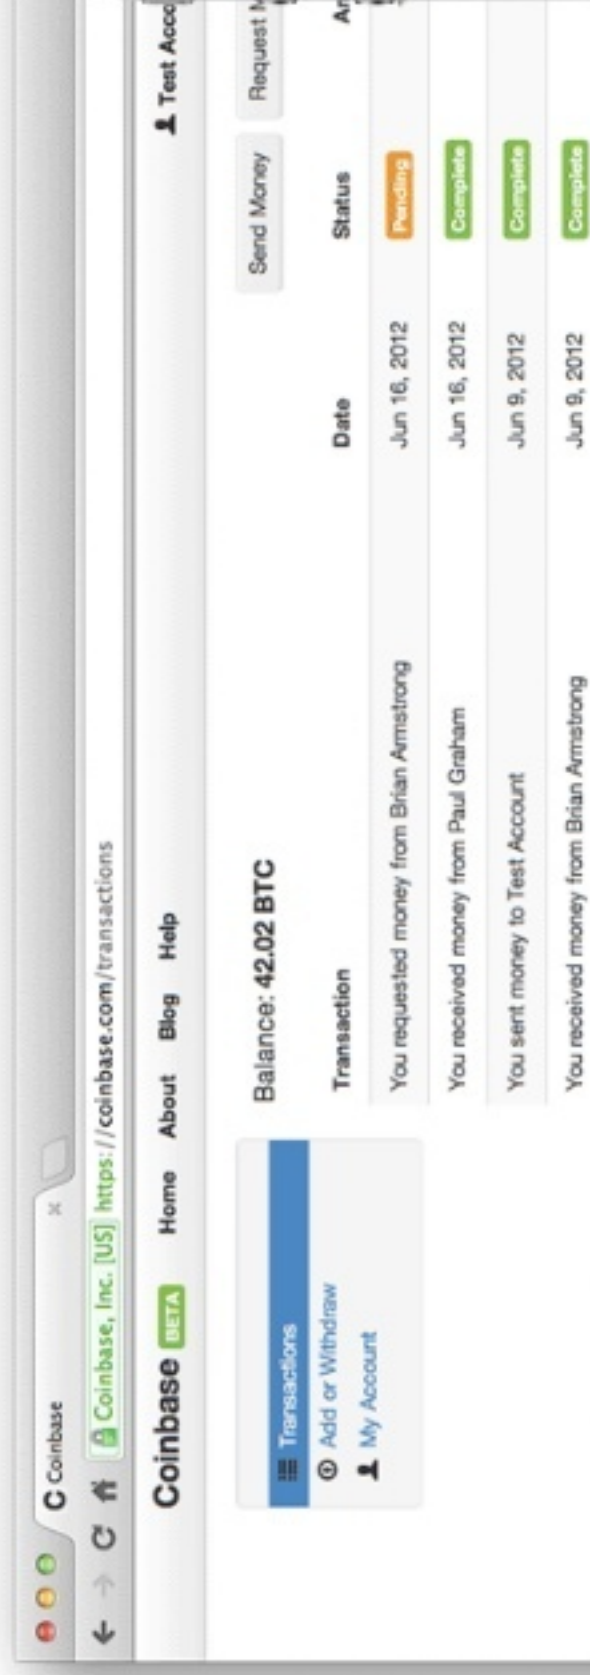 Coinbase
Coinbase, Inc. [US] https://coinbase.com/transactions
Coinbase BETA Home About Blog Help Test Acco
Balance: 42.02 BTC Send Money Request M
Transactions
Add or Withdraw
My Account
Transaction Date Status Am
You requested money from Brian Armstrong Jun 16, 2012 Pending
You received money from Paul Graham Jun 16, 2012 Complete
You sent money to Test Account Jun 9, 2012 Complete
You received money from Brian Armstrong Jun 9, 2012 Complete